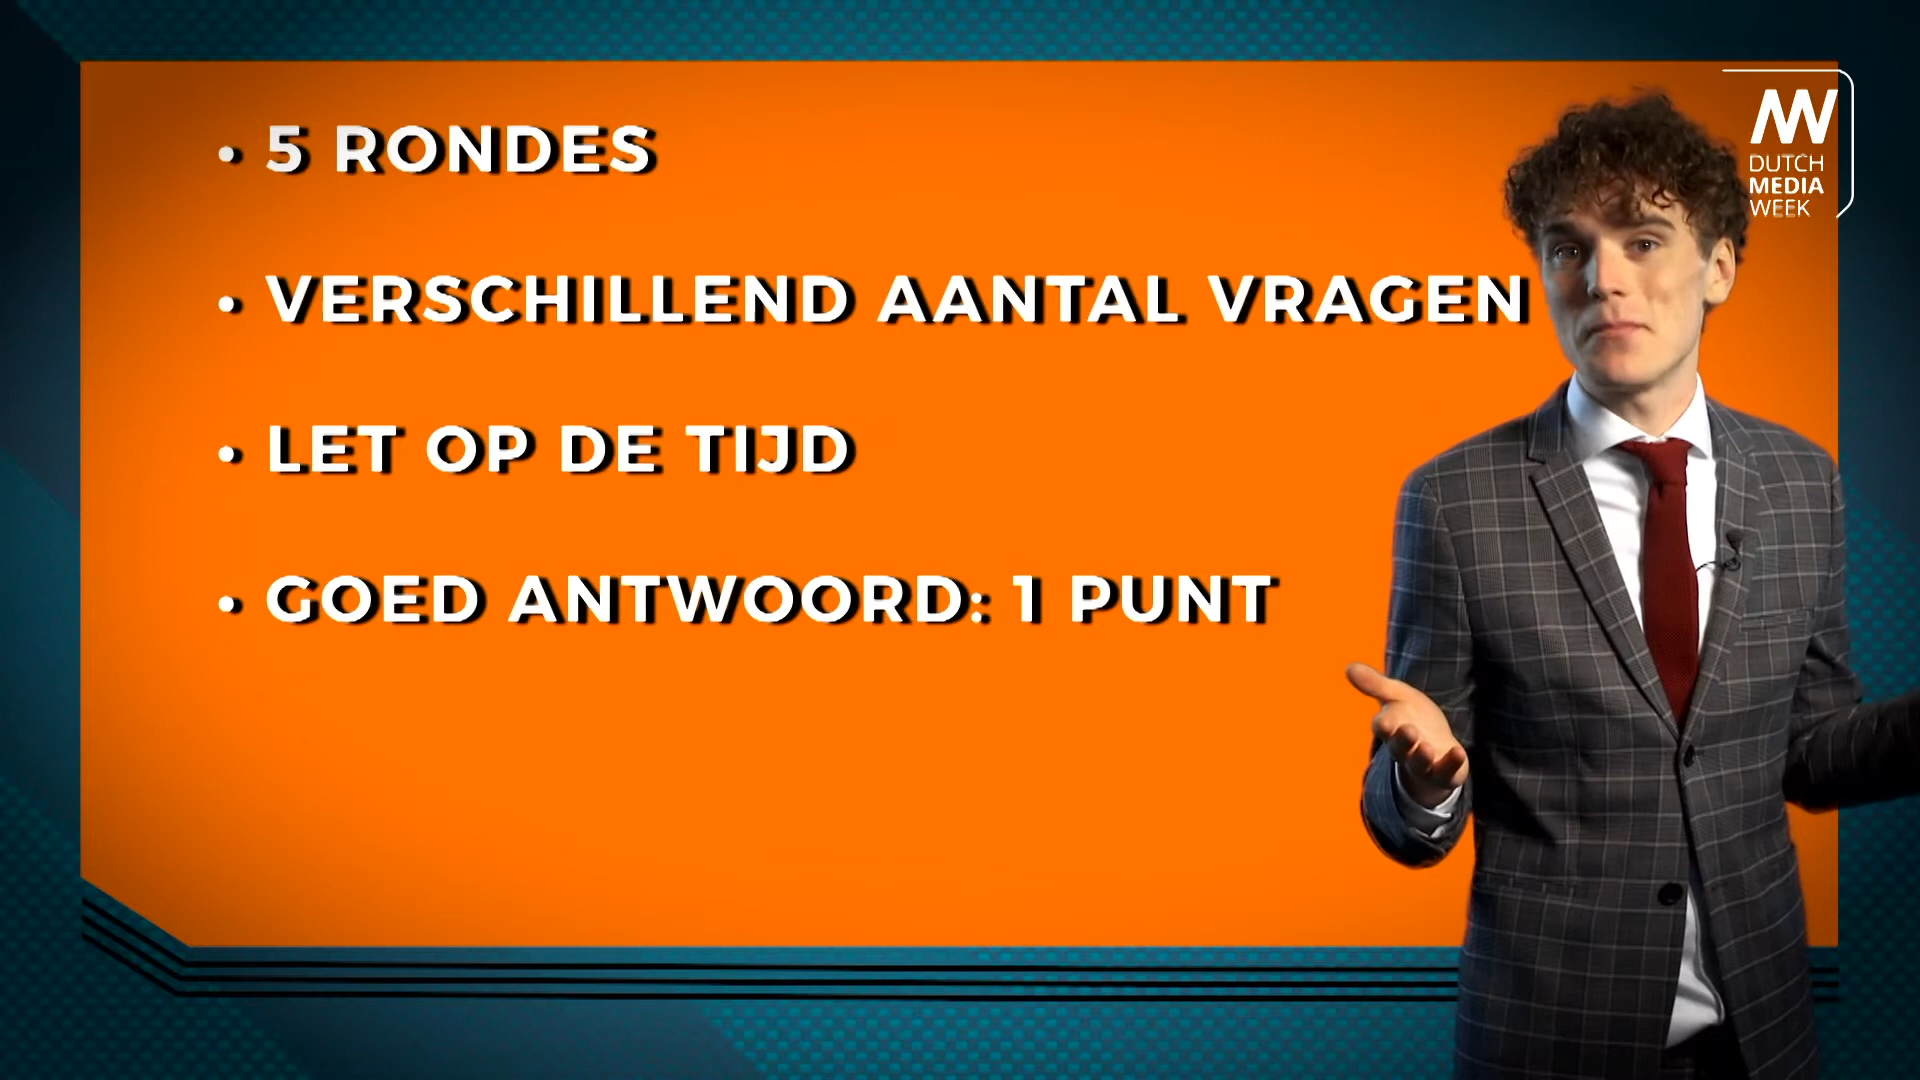 • 5 RONDES
• VERSCHILLEND AANTAL VRAGEN
• LET OP DE TIJD
• GOED ANTWOORD: 1 PUNT
DUTCH
MEDIA
WEEK